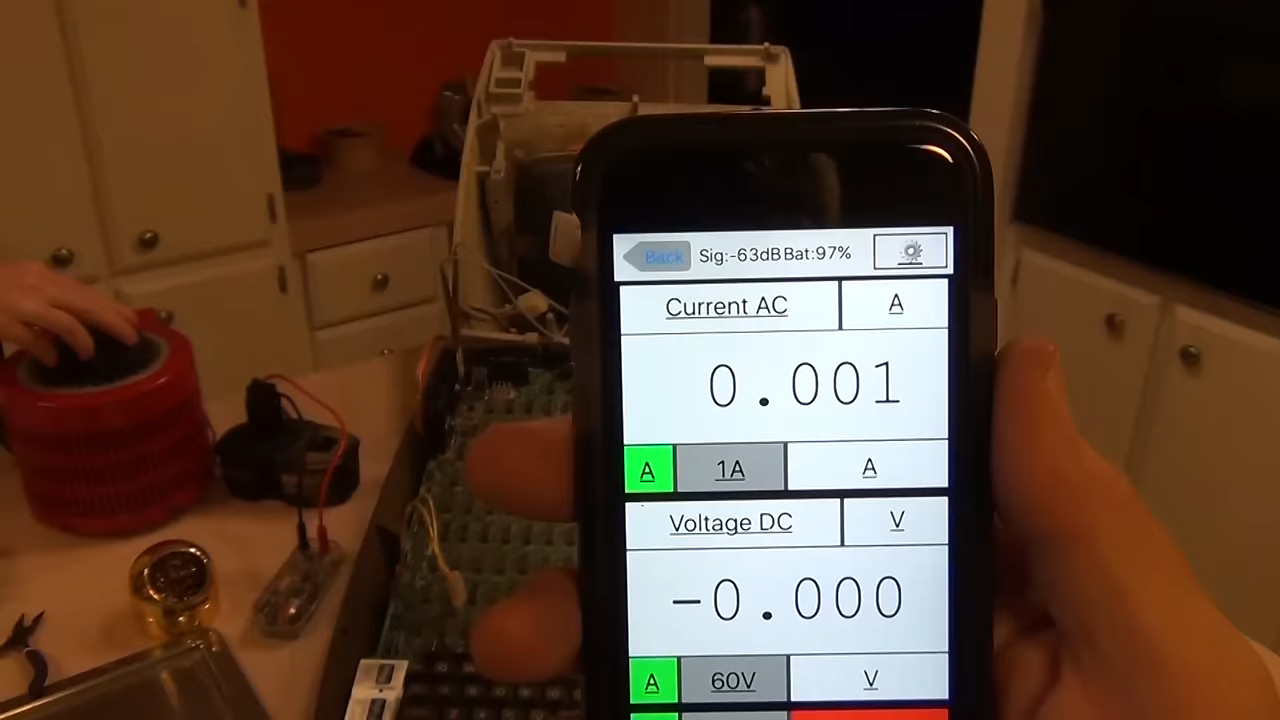 Back Sig:-63dB Bat:97%
Current AC A
0.001
A 1A A
Voltage DC V
-0.000
A 60V V